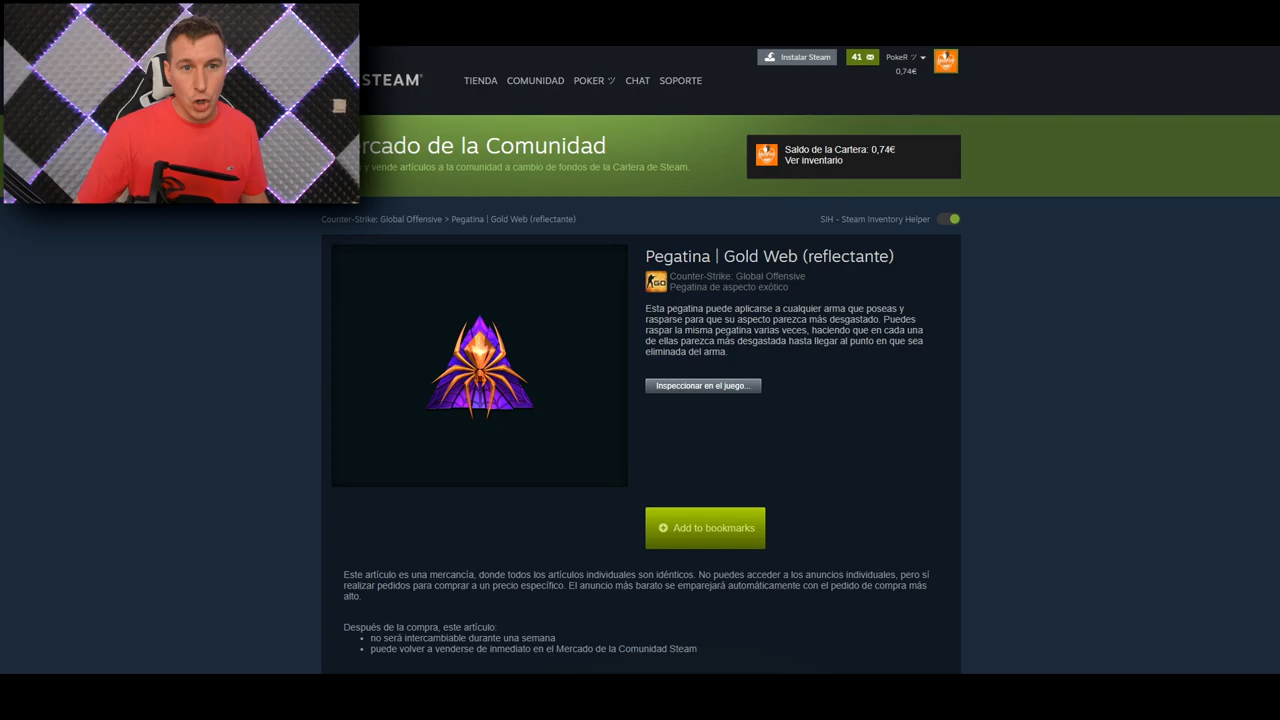 STEAM®
TIENDA COMUNIDAD POKER ツ CHAT SOPORTE
Instalar Steam
41
PokeR ツ
0,74€
rcado de la Comunidad
y vende artículos a la comunidad a cambio de fondos de la Cartera de Steam.
Saldo de la Cartera: 0,74€
Ver inventario
Counter-Strike: Global Offensive > Pegatina | Gold Web (reflectante)
SIH - Steam Inventory Helper
Pegatina | Gold Web (reflectante)
GO
Counter-Strike: Global Offensive
Pegatina de aspecto exótico
Esta pegatina puede aplicarse a cualquier arma que poseas y
rasparse para que su aspecto parezca más desgastado. Puedes
raspar la misma pegatina varias veces, haciendo que en cada una
de ellas parezca más desgastada hasta llegar al punto en que sea
eliminada del arma.
Inspeccionar en el juego...
Add to bookmarks
Este artículo es una mercancía, donde todos los artículos individuales son idénticos. No puedes acceder a los anuncios individuales, pero sí
realizar pedidos para comprar a un precio específico. El anuncio más barato se emparejará automáticamente con el pedido de compra más
alto.
Después de la compra, este artículo:
• no será intercambiable durante una semana
• puede volver a venderse de inmediato en el Mercado de la Comunidad Steam